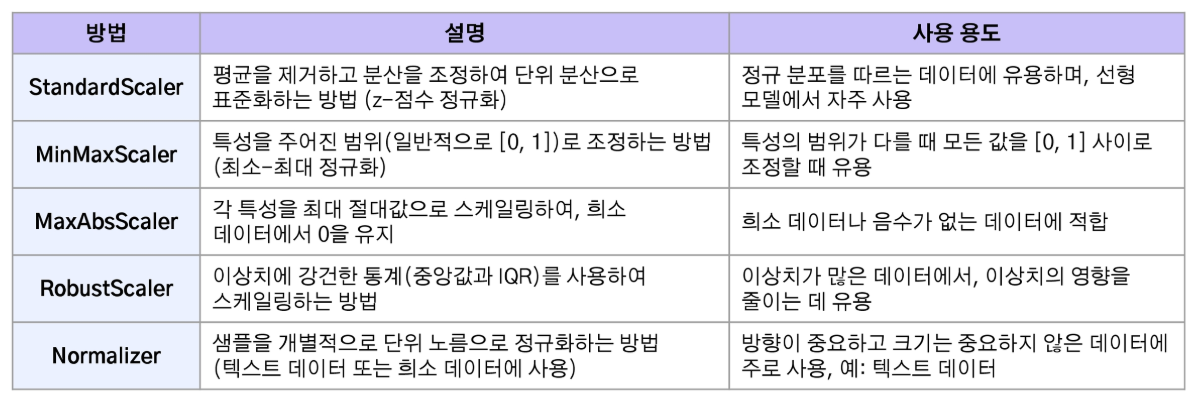 방법
설명
사용 용도
StandardScaler
평균을 제거하고 분산을 조정하여 단위 분산으로
표준화하는 방법 (z-점수 정규화)
정규 분포를 따르는 데이터에 유용하며, 선형
모델에서 자주 사용
MinMaxScaler
특성을 주어진 범위(일반적으로 [0, 1])로 조정하는 방법
(최소-최대 정규화)
특성의 범위가 다를 때 모든 값을 [0, 1] 사이로
조정할 때 유용
MaxAbsScaler
각 특성을 최대 절대값으로 스케일링하여, 희소
데이터에서 0을 유지
희소 데이터나 음수가 없는 데이터에 적합
RobustScaler
이상치에 강건한 통계(중앙값과 IQR)를 사용하여
스케일링하는 방법
이상치가 많은 데이터에서, 이상치의 영향을
줄이는 데 유용
Normalizer
샘플을 개별적으로 단위 노름으로 정규화하는 방법
(텍스트 데이터 또는 희소 데이터에 사용)
방향이 중요하고 크기는 중요하지 않은 데이터에
주로 사용, 예: 텍스트 데이터